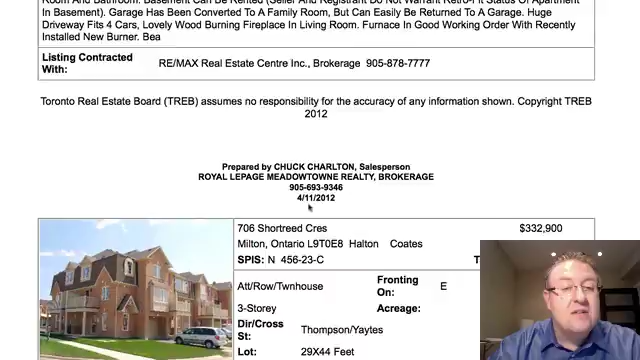 Room And Bathroom. Basement Can Be Rented (Seller And Registrant Do Not Warrant Retro-Fit Status Of Apartment
In Basement). Garage Has Been Converted To A Family Room, But Can Easily Be Returned To A Garage. Huge
Driveway Fits 4 Cars, Lovely Wood Burning Fireplace In Living Room. Furnace In Good Working Order With Recently
Installed New Burner. Bea
Listing Contracted With: RE/MAX Real Estate Centre Inc., Brokerage 905-878-7777
Toronto Real Estate Board (TREB) assumes no responsibility for the accuracy of any information shown. Copyright TREB
2012
Prepared by CHUCK CHARLTON, Salesperson
ROYAL LEPAGE MEADOWTOWNE REALTY, BROKERAGE
905-693-9346
4/11/2012
706 Shortreed Cres $332,900
Milton, Ontario L9T0E8 Halton Coates
SPIS: N 456-23-C T
Att/Row/Twnhouse Fronting On: E
3-Storey Acreage:
Dir/Cross St: Thompson/Yaytes
Lot: 29X44 Feet